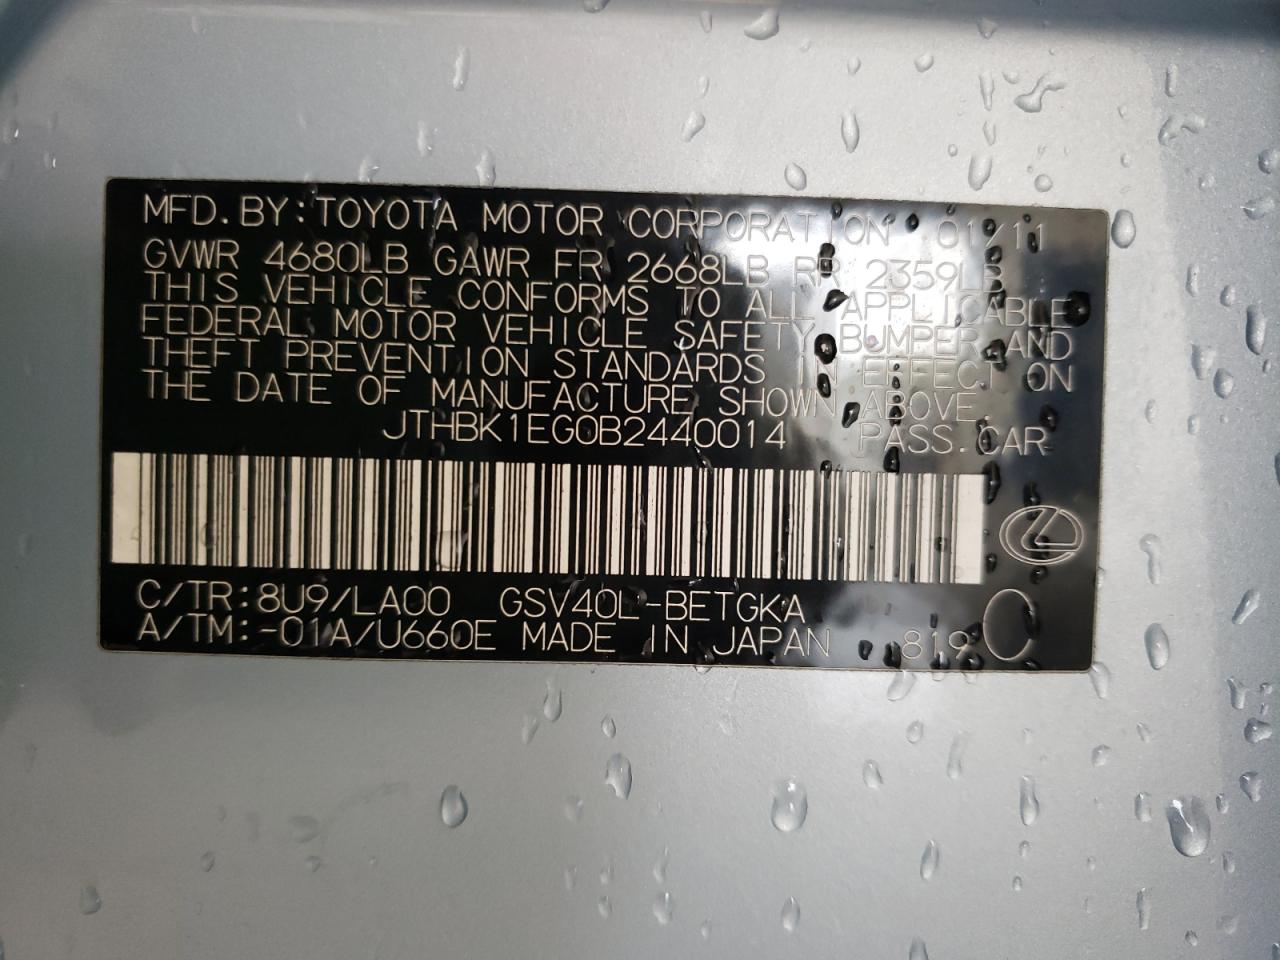 MFD.BY:TOYOTA MOTOR CORPORATION 01/11
GVWR 4680LB GAWR FR 2668LB RR 2359LB
THIS VEHICLE CONFORMS TO ALL APPLICABLE
FEDERAL MOTOR VEHICLE SAFETY, BUMPER, AND
THEFT PREVENTION STANDARDS IN EFFECT ON
THE DATE OF MANUFACTURE SHOWN ABOVE.
JTHBK1EG0B2440014 PASS.CAR
C/TR:8U9/LA00 GSV40L-BETGKA
A/TM:-01A/U660E MADE IN JAPAN 819